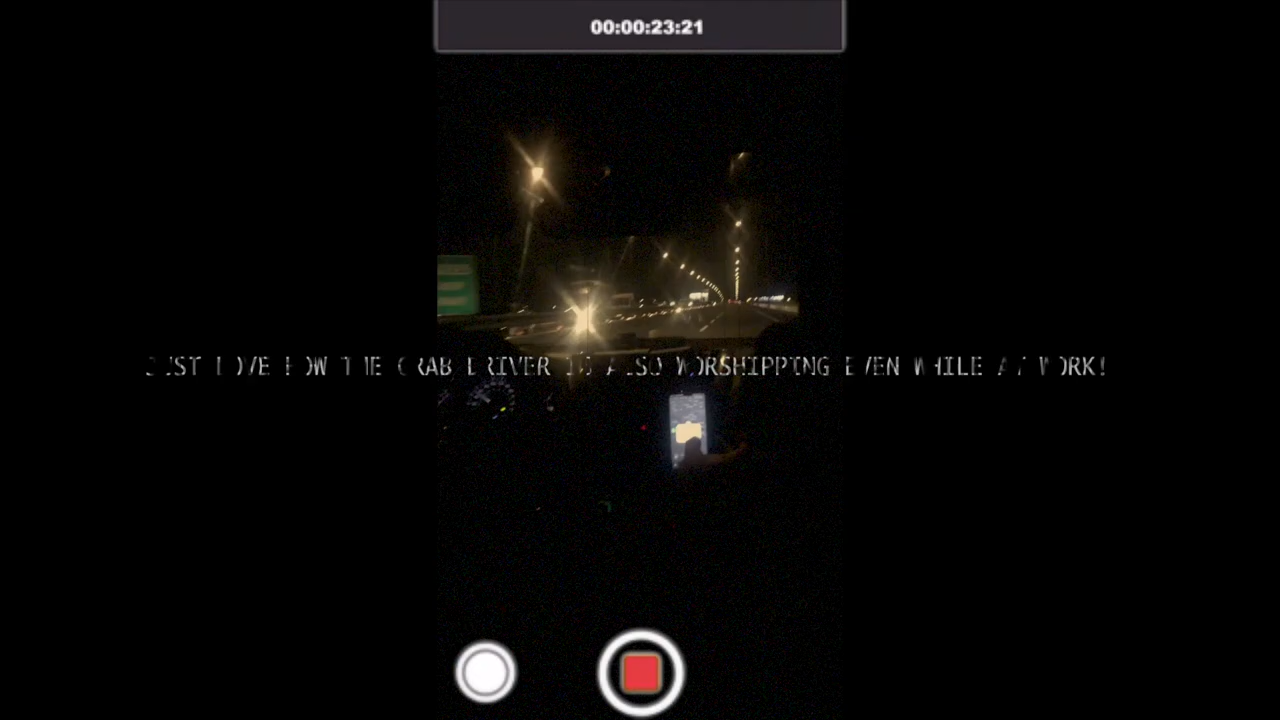 00:00:23:21
JUST LOVE HOW THE GRAB DRIVER IS ALSO WORSHIPPING EVEN WHILE AT WORK!